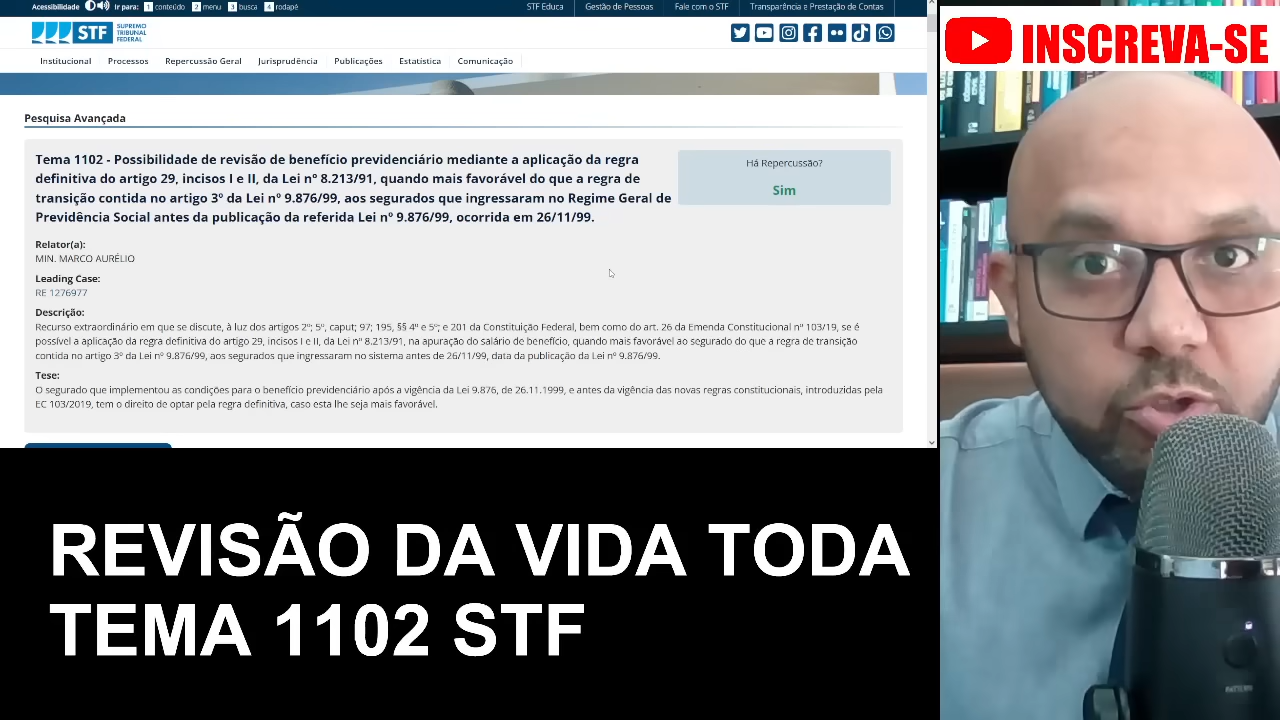 Acessibilidade Ir para: 1 conteúdo 2 menu 3 busca 4 rodapé STF Educa Gestão de Pessoas Fale com o STF Transparência e Prestação de Contas
STF SUPREMO
TRIBUNAL
FEDERAL
INSCREVA-SE
Institucional Processos Repercussão Geral Jurisprudência Publicações Estatística Comunicação
Pesquisa Avançada
Tema 1102 - Possibilidade de revisão de benefício previdenciário mediante a aplicação da regra
definitiva do artigo 29, incisos I e II, da Lei nº 8.213/91, quando mais favorável do que a regra de
transição contida no artigo 3º da Lei nº 9.876/99, aos segurados que ingressaram no Regime Geral de
Previdência Social antes da publicação da referida Lei nº 9.876/99, ocorrida em 26/11/99.
Há Repercussão?
Sim
Relator(a):
MIN. MARCO AURÉLIO
Leading Case:
RE 1276977
Descrição:
Recurso extraordinário em que se discute, à luz dos artigos 2º; 5º, caput; 97; 195, §§ 4º e 5º; e 201 da Constituição Federal, bem como do art. 26 da Emenda Constitucional nº 103/19, se é
possível a aplicação da regra definitiva do artigo 29, incisos I e II, da Lei nº 8.213/91, na apuração do salário de benefício, quando mais favorável ao segurado do que a regra de transição
contida no artigo 3º da Lei nº 9.876/99, aos segurados que ingressaram no sistema antes de 26/11/99, data da publicação da Lei nº 9.876/99.
Tese:
O segurado que implementou as condições para o benefício previdenciário após a vigência da Lei 9.876, de 26.11.1999, e antes da vigência das novas regras constitucionais, introduzidas pela
EC 103/2019, tem o direito de optar pela regra definitiva, caso esta lhe seja mais favorável.
REVISÃO DA VIDA TODA
TEMA 1102 STF